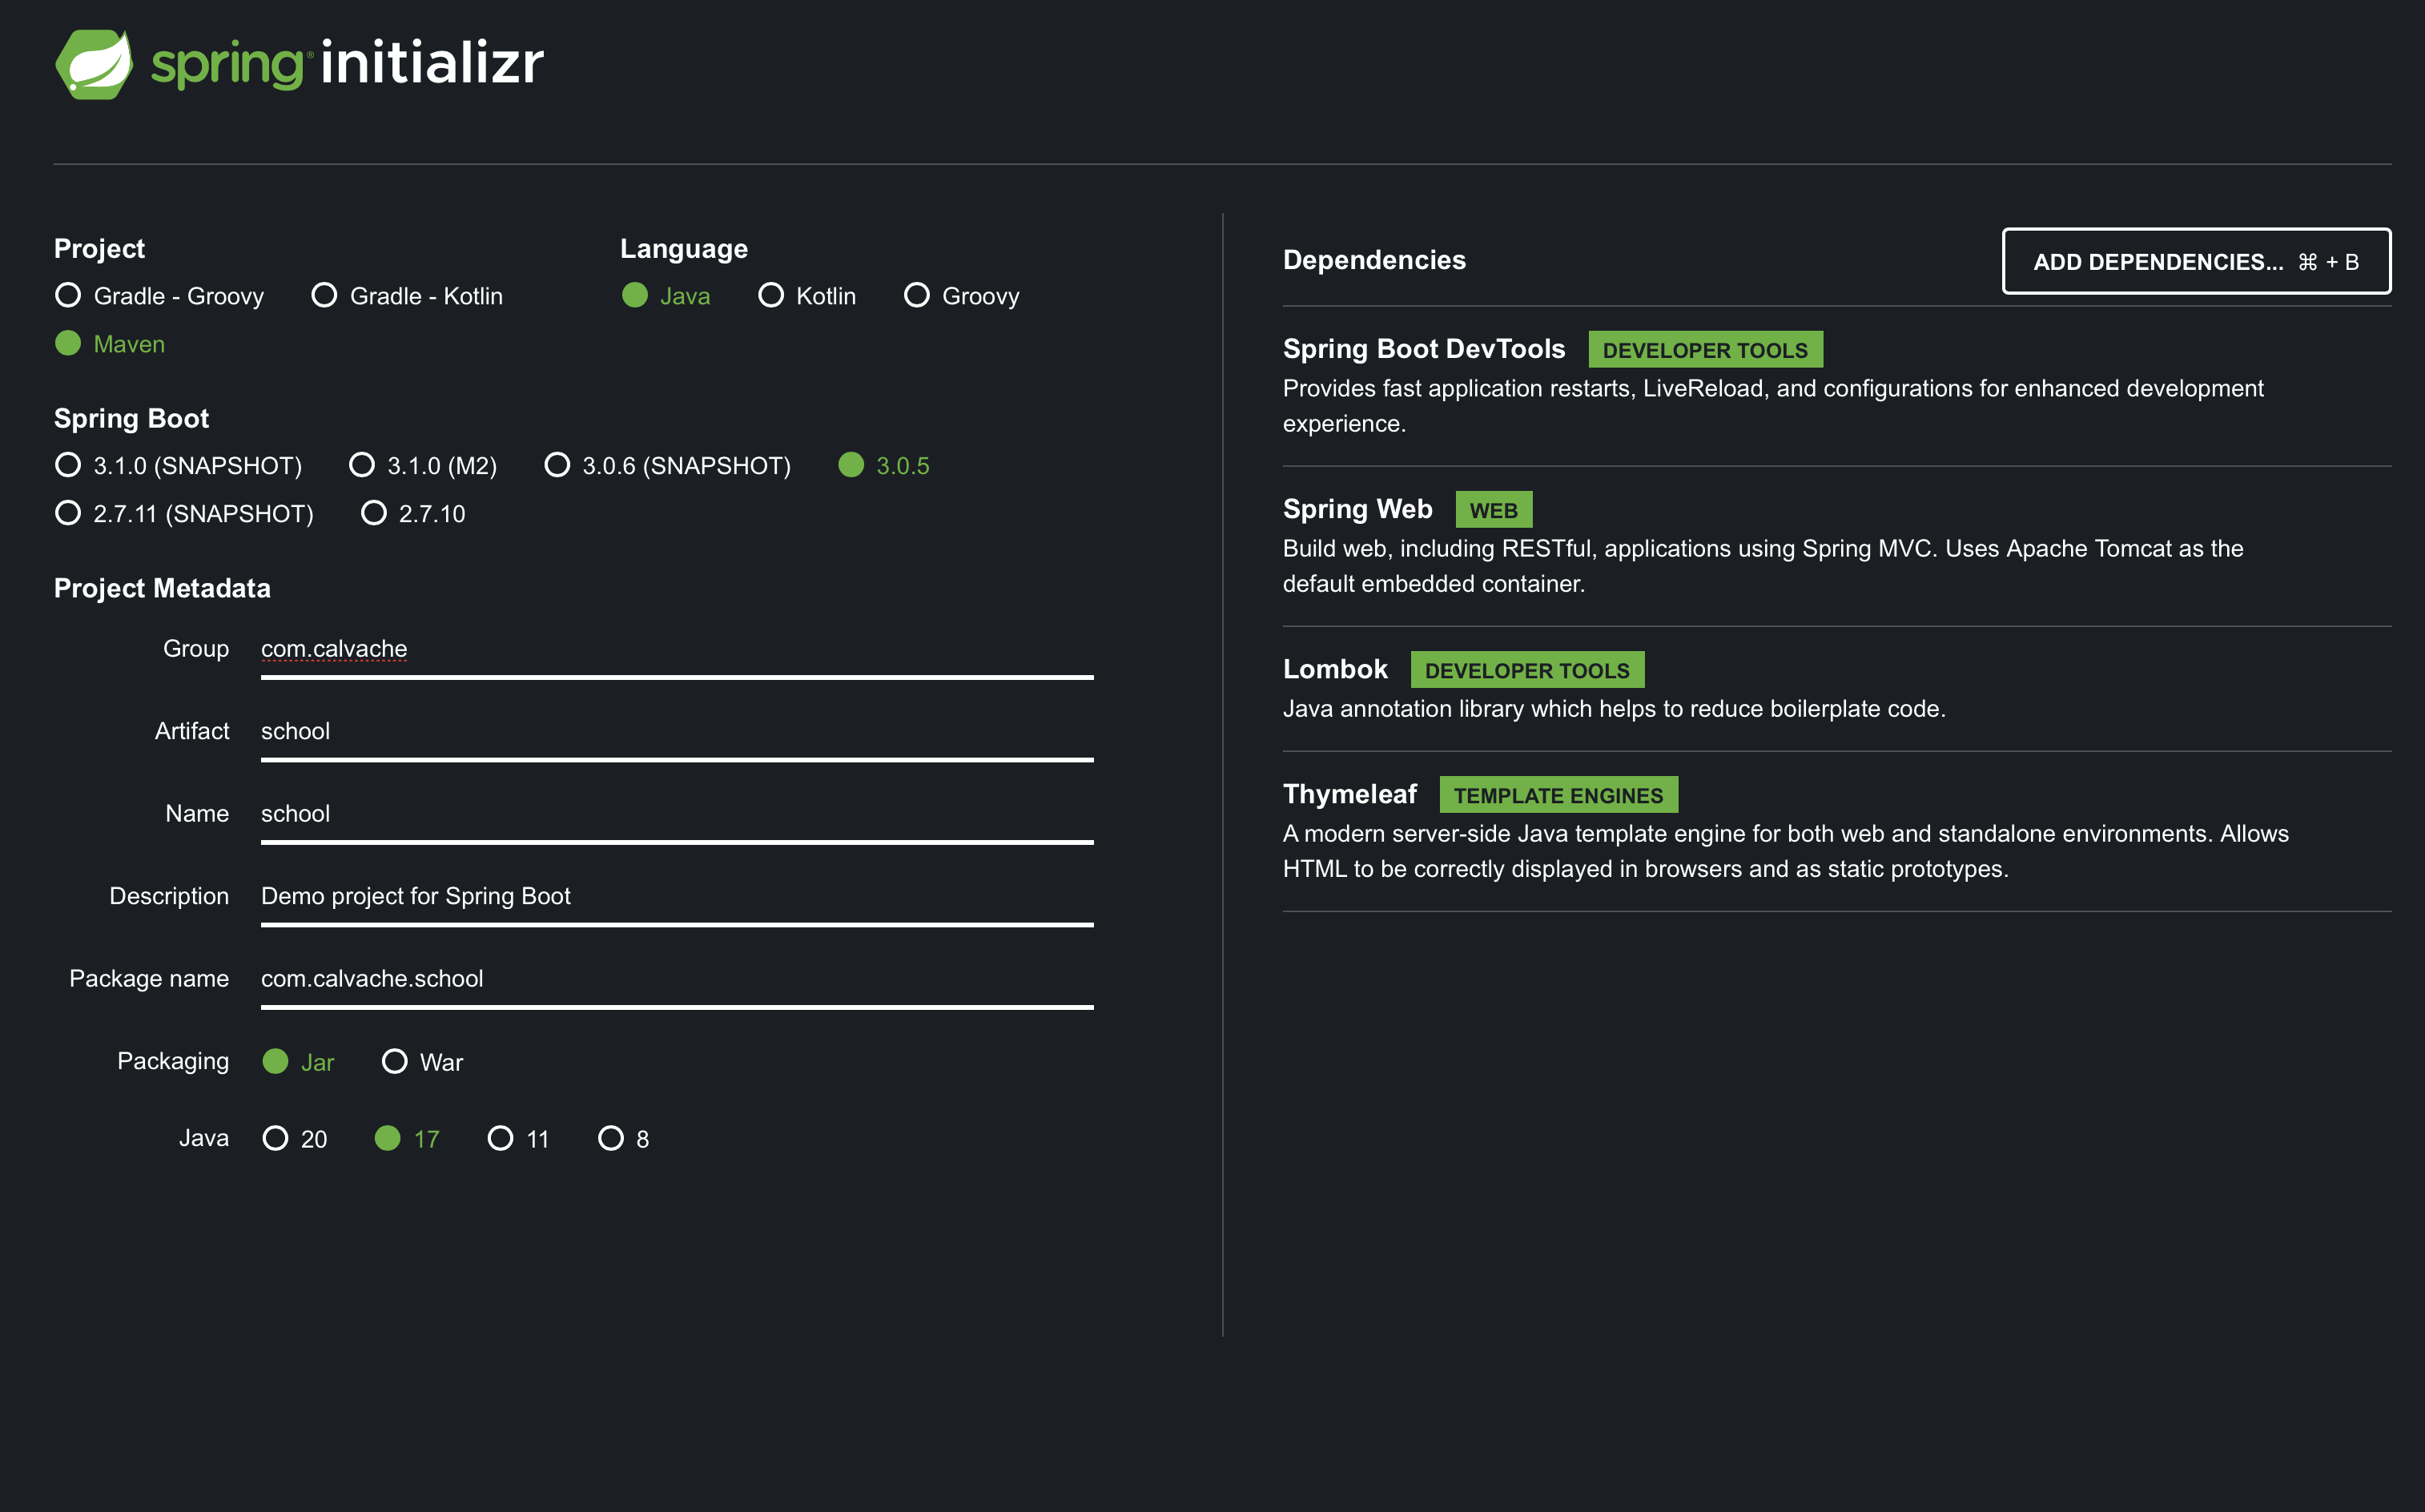 spring® initializr
Project
Gradle - Groovy Gradle - Kotlin
Maven
Language
Java Kotlin Groovy
Spring Boot
3.1.0 (SNAPSHOT) 3.1.0 (M2) 3.0.6 (SNAPSHOT) 3.0.5
2.7.11 (SNAPSHOT) 2.7.10
Project Metadata
Group com.calvache
Artifact school
Name school
Description Demo project for Spring Boot
Package name com.calvache.school
Packaging Jar War
Java 20 17 11 8
Dependencies ADD DEPENDENCIES... ⌘ + B
Spring Boot DevTools DEVELOPER TOOLS
Provides fast application restarts, LiveReload, and configurations for enhanced development
experience.
Spring Web WEB
Build web, including RESTful, applications using Spring MVC. Uses Apache Tomcat as the
default embedded container.
Lombok DEVELOPER TOOLS
Java annotation library which helps to reduce boilerplate code.
Thymeleaf TEMPLATE ENGINES
A modern server-side Java template engine for both web and standalone environments. Allows
HTML to be correctly displayed in browsers and as static prototypes.